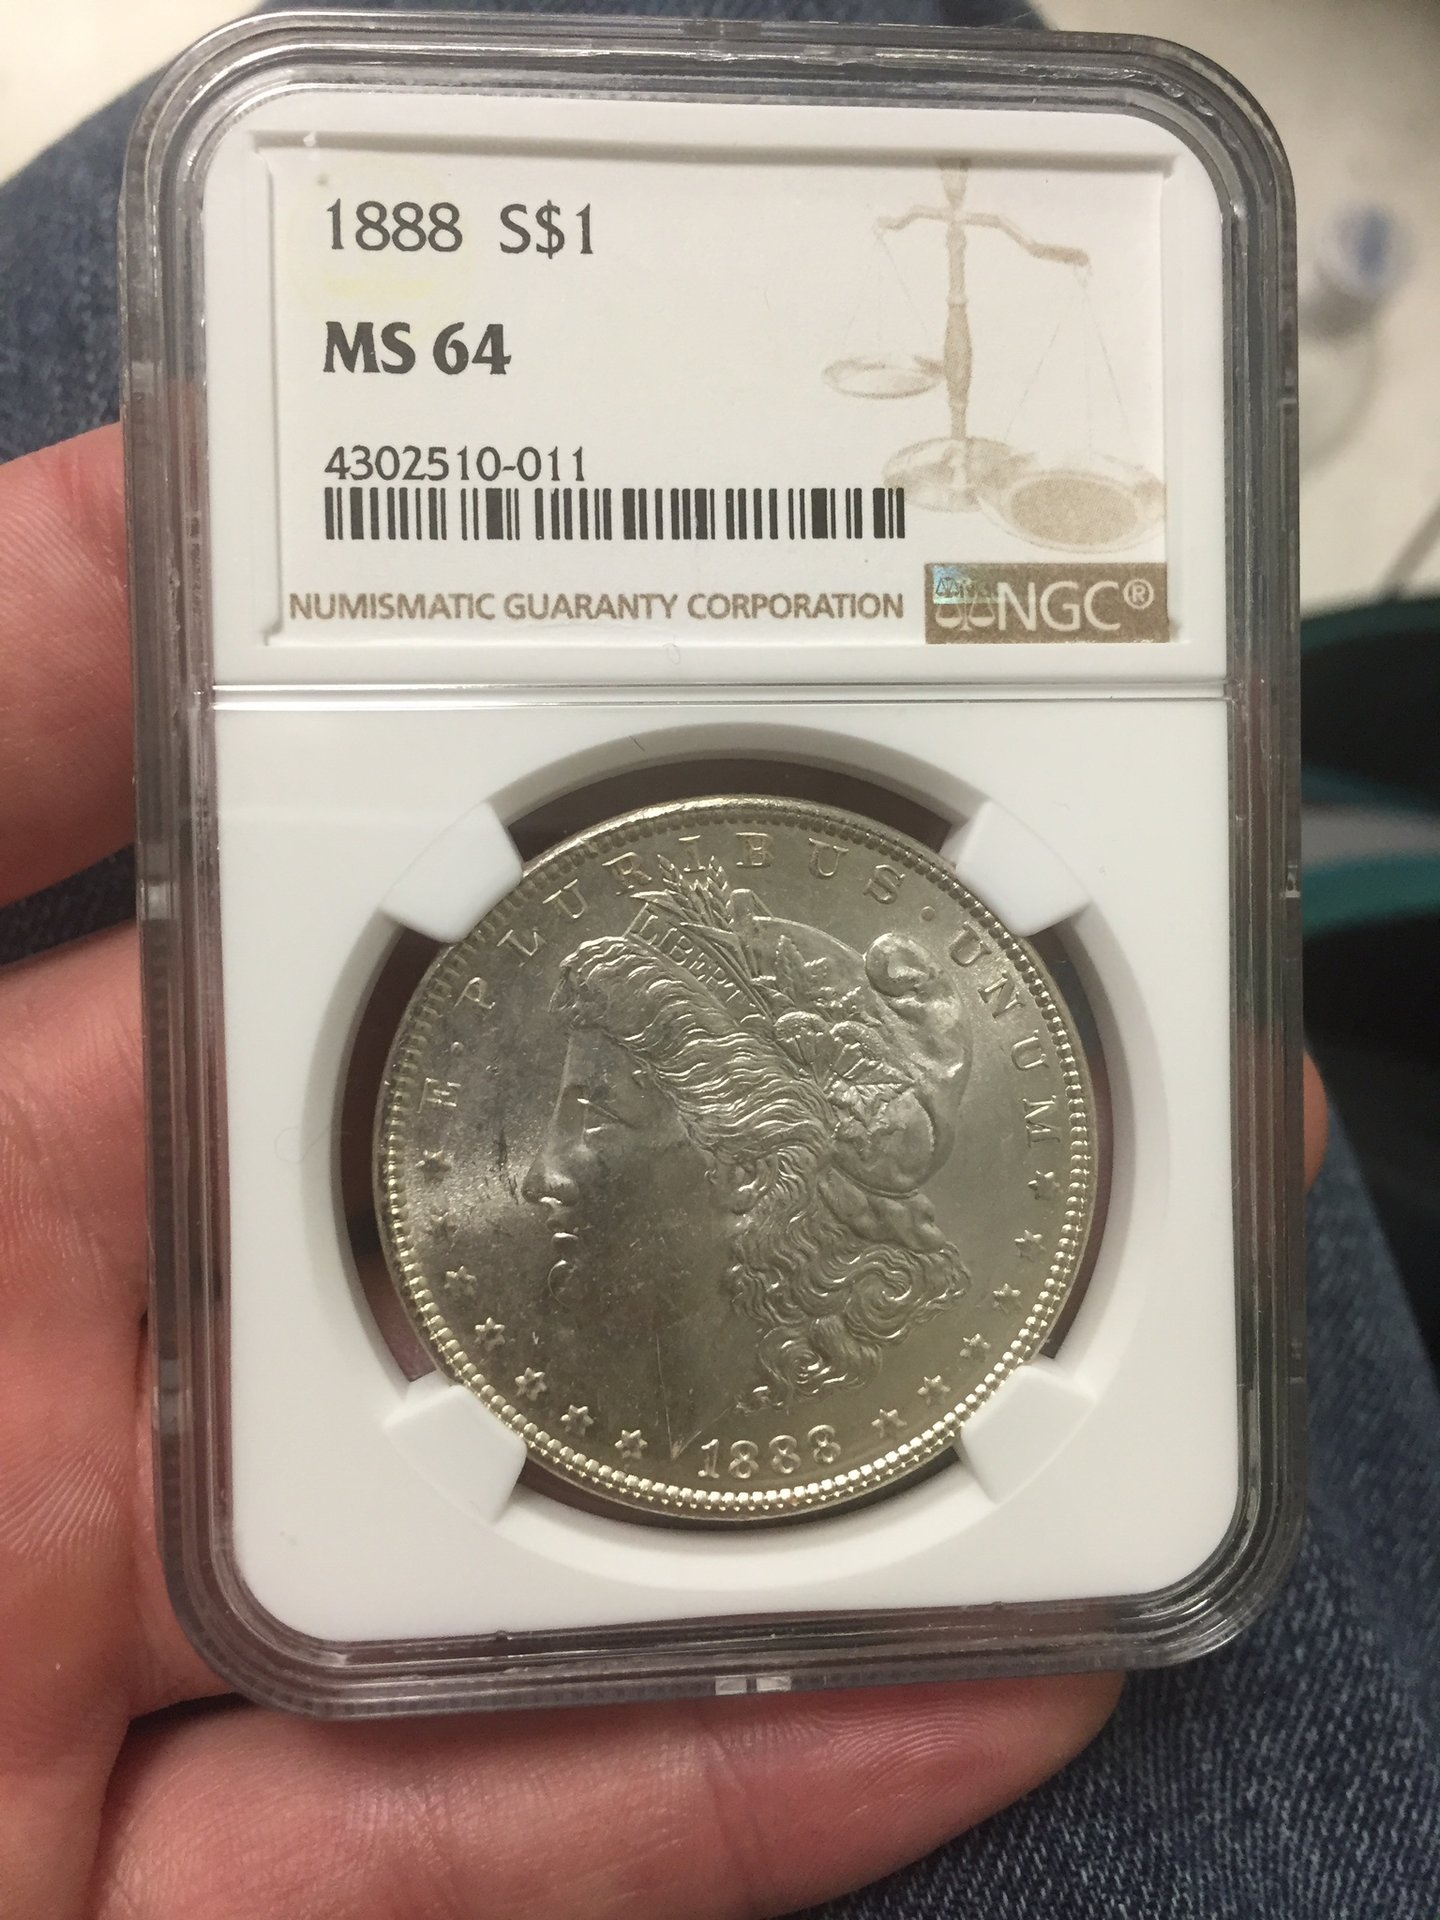 1888 S$1
MS 64
4302510-011
NUMISMATIC GUARANTY CORPORATION
NGC®
E · PLURIBUS · UNUM
LIBERTY
1888